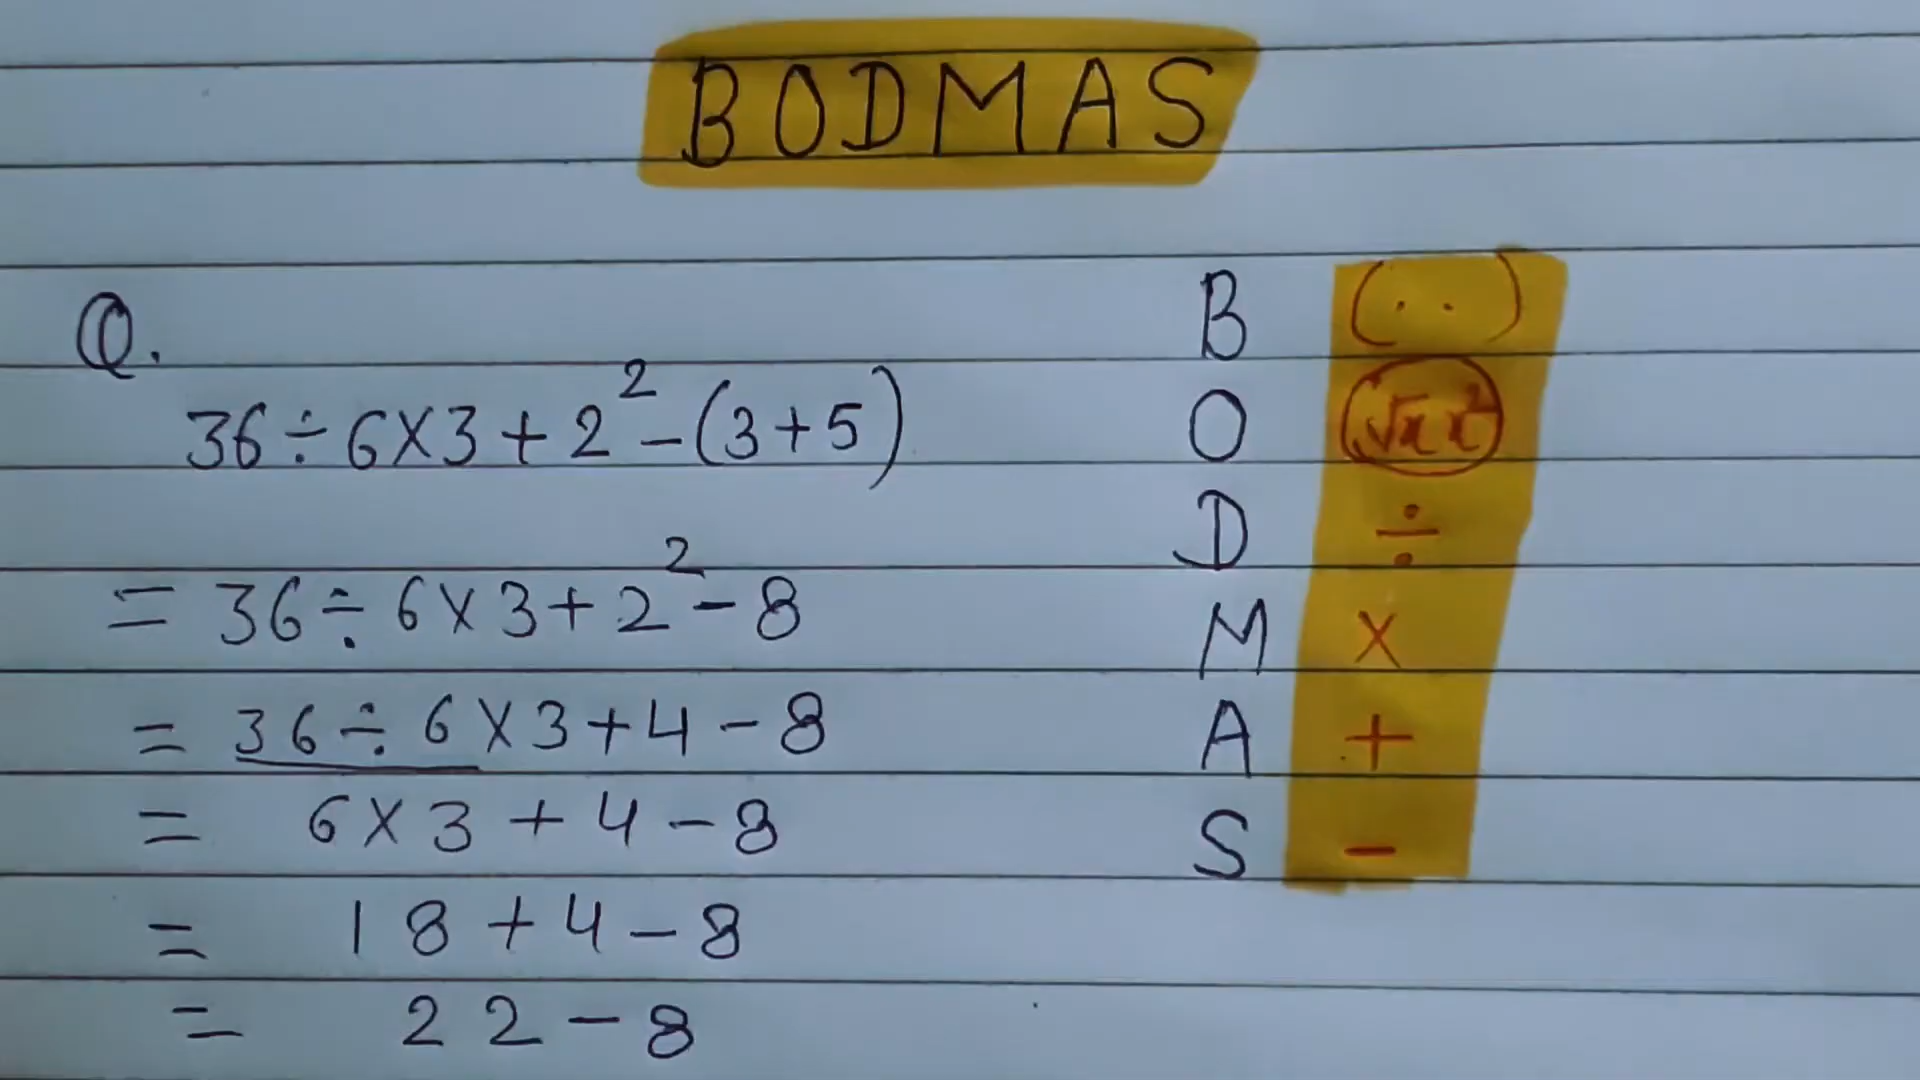 BODMAS
Q.
36÷6×3+2²-(3+5)
= 36÷6×3+2²-8
= 36÷6×3+4-8
= 6×3+4-8
= 18+4-8
= 22-8
B (..)
O √x x²
D ÷
M ×
A +
S -